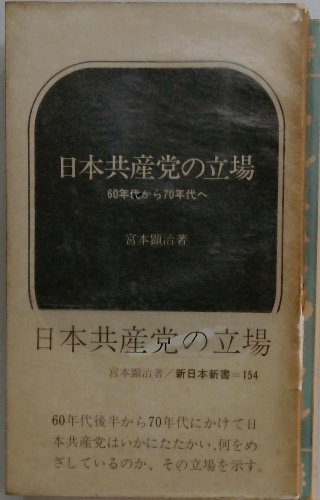 日本共産党の立場
60年代から70年代へ
宮本顕治著
日本共産党の立場
宮本顕治著／新日本新書=154
60年代後半から70年代にかけて日
本共産党はいかにたたかい、何をめ
ざしているのか、その立場を示す。